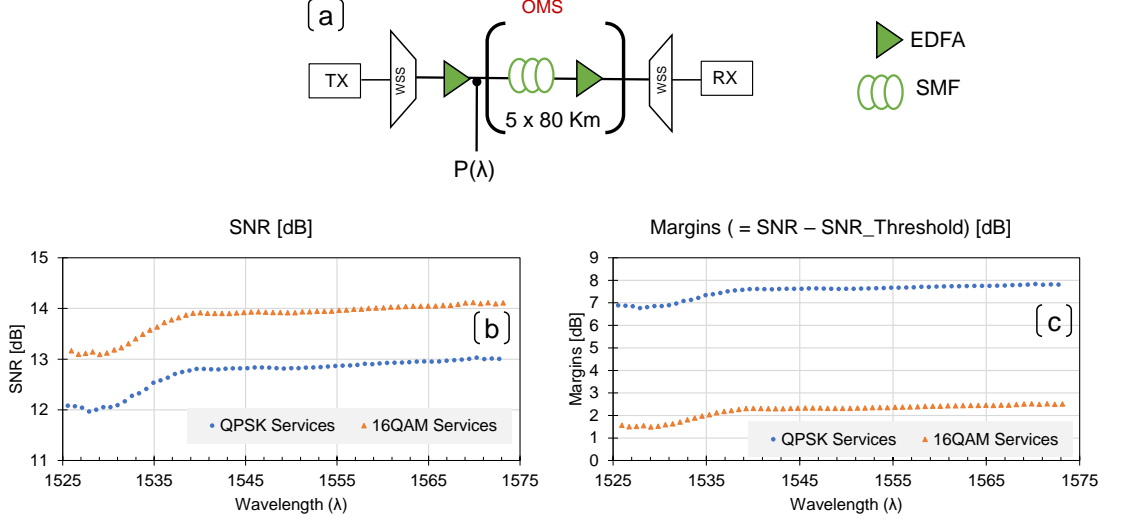 [a]
OMS
TX
WSS
5 x 80 Km
WSS
RX
P(λ)
EDFA
SMF
SNR [dB]
15
14
13
12
11
SNR [dB]
[b]
QPSK Services
16QAM Services
1525 1535 1545 1555 1565 1575
Wavelength (λ)
Margins ( = SNR – SNR_Threshold) [dB]
9
8
7
6
5
4
3
2
1
0
Margins [dB]
[c]
QPSK Services
16QAM Services
1525 1535 1545 1555 1565 1575
Wavelength (λ)